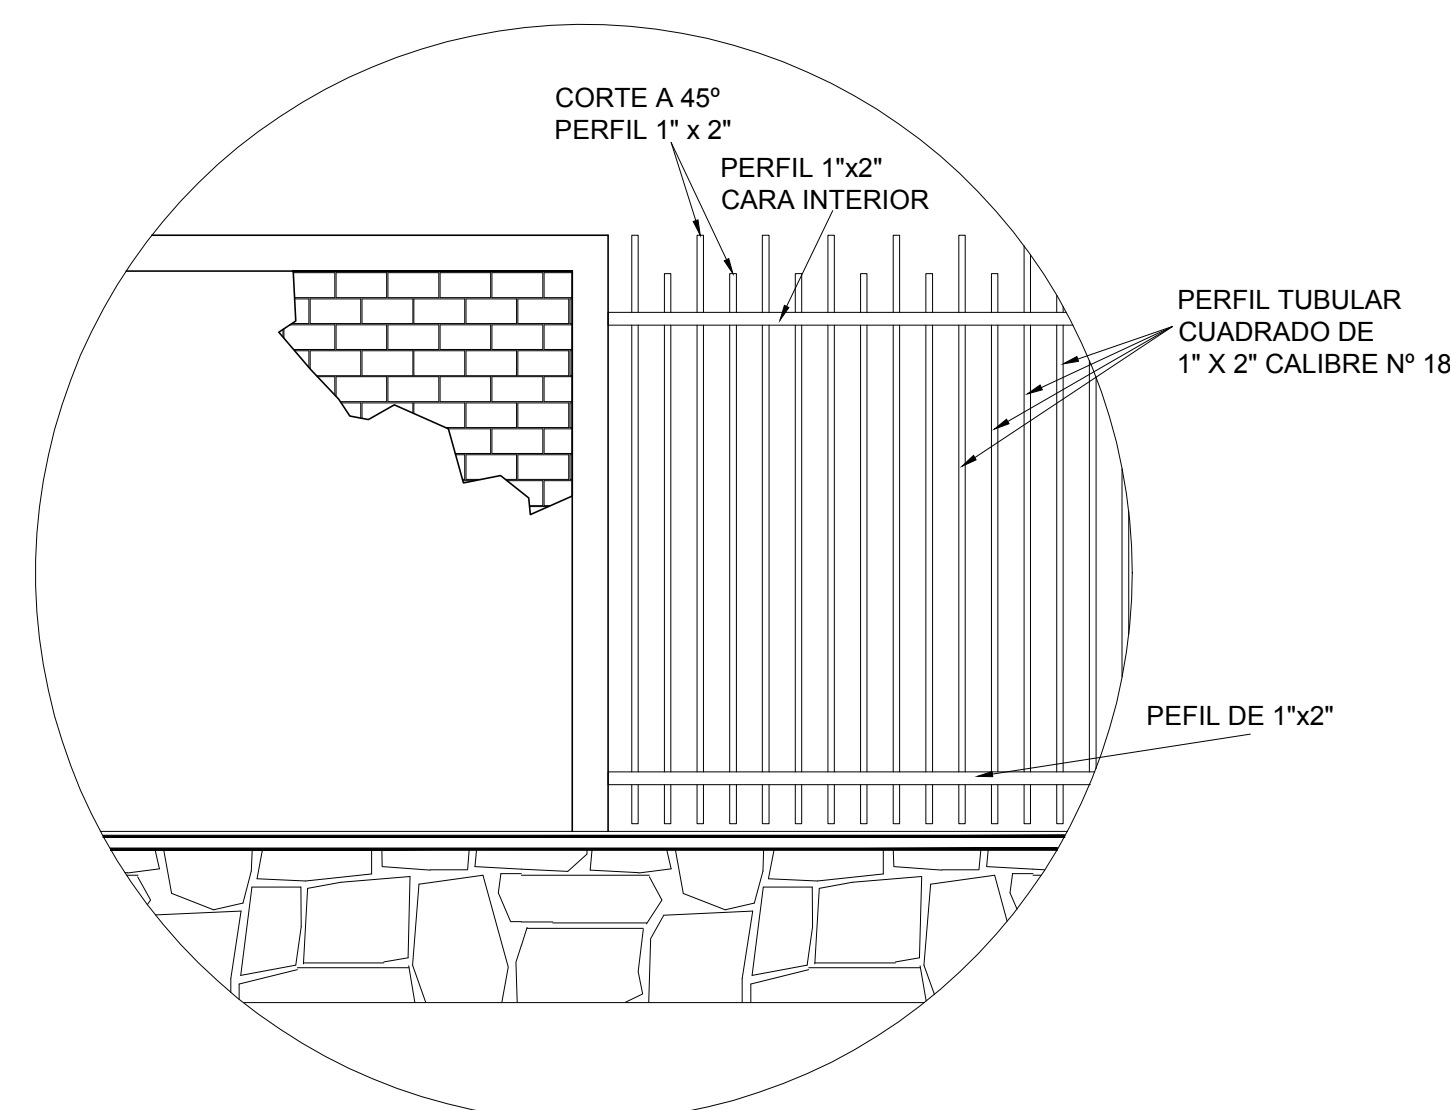 CORTE A 45º
PERFIL 1" x 2"
PERFIL 1"x2"
CARA INTERIOR
PERFIL TUBULAR
CUADRADO DE
1" X 2" CALIBRE Nº 18
PEFIL DE 1"x2"